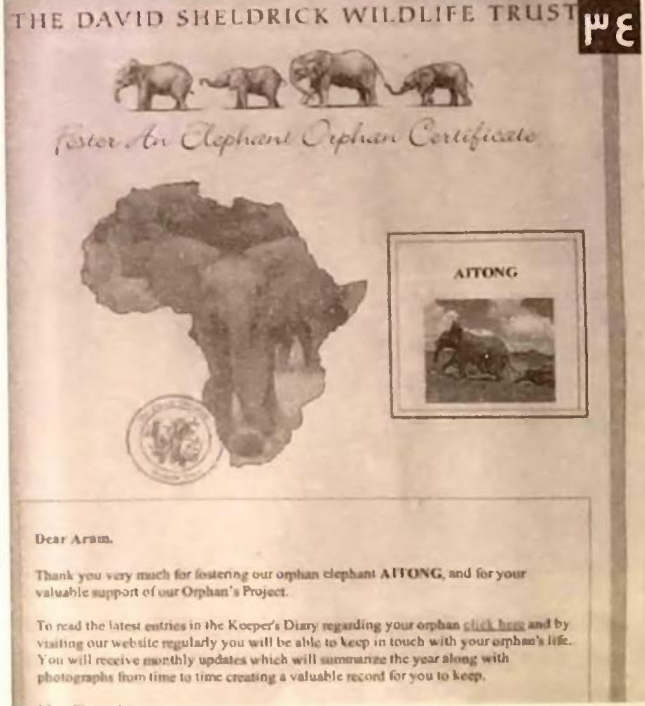 THE DAVID SHELDRICK WILDLIFE TRUST
٣٤
Foster An Elephant Orphan Certificate
AITONG
Dear Aram,
Thank you very much for fostering our orphan elephant AITONG, and for your
valuable support of our Orphan's Project.
To read the latest entries in the Keeper's Diary regarding your orphan click here and by
visiting our website regularly you will be able to keep in touch with your orphan's life.
You will receive monthly updates which will summarize the year along with
photographs from time to time creating a valuable record for you to keep.